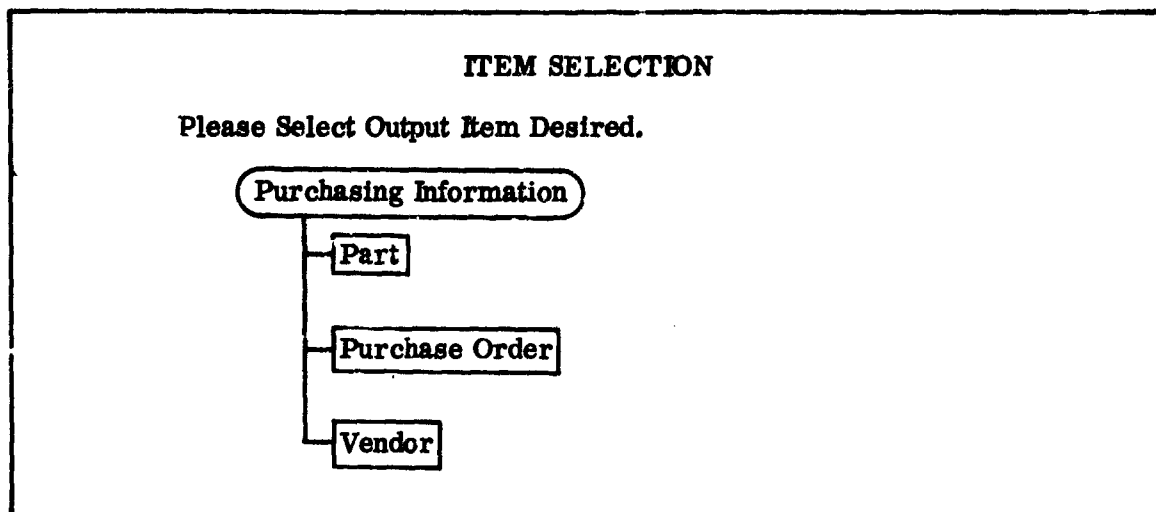 ITEM SELECTION
Please Select Output Item Desired.
Purchasing Information
Part
Purchase Order
Vendor